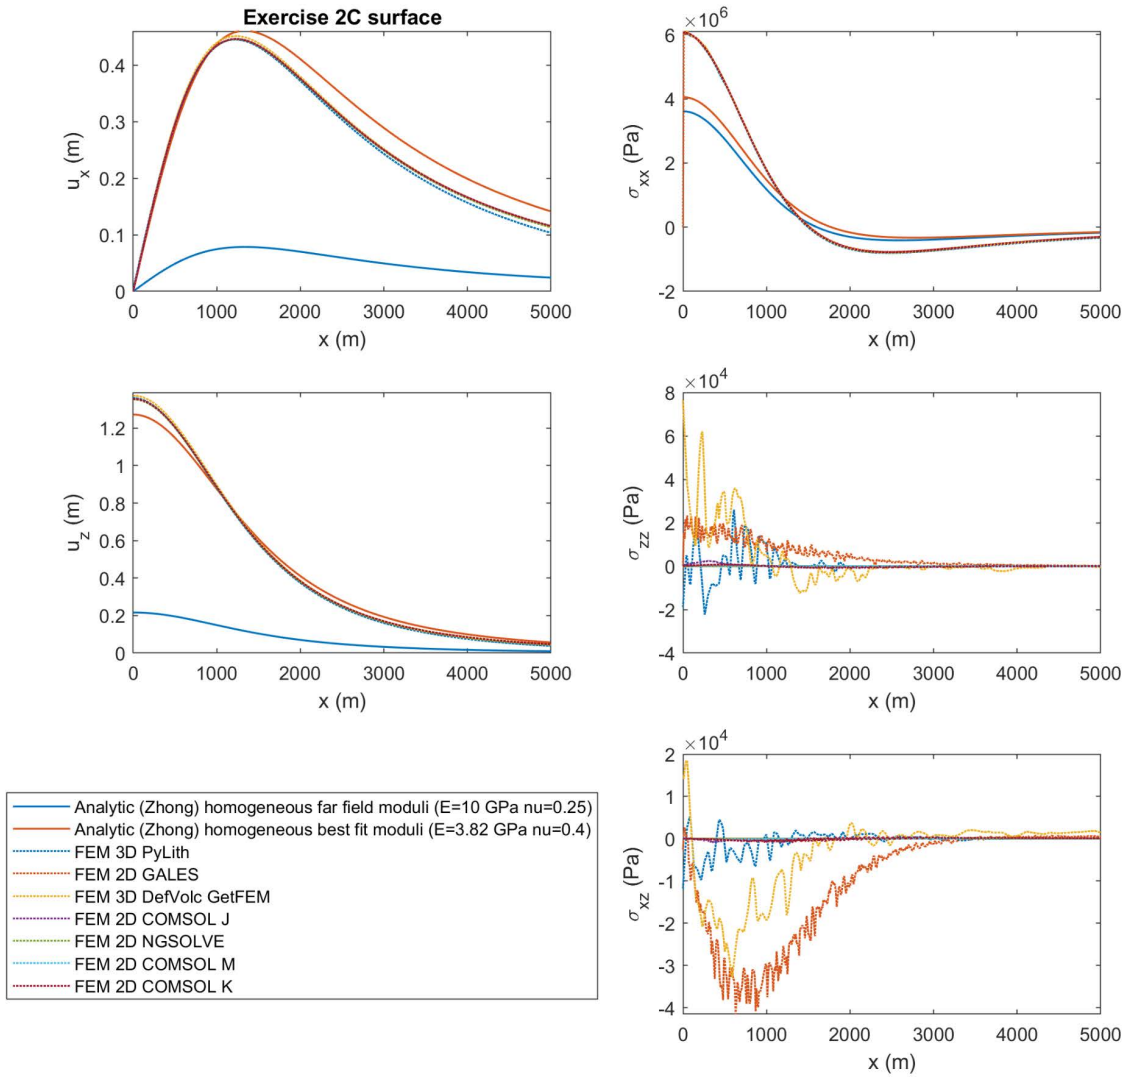 Exercise 2C surface
0.4
0.3
0.2
0.1
0
u_x (m)
0 1000 2000 3000 4000 5000
x (m)
×10^6
6
4
2
0
-2
σ_xx (Pa)
0 1000 2000 3000 4000 5000
x (m)
1.2
1
0.8
0.6
0.4
0.2
0
u_z (m)
0 1000 2000 3000 4000 5000
x (m)
×10^4
8
6
4
2
0
-2
-4
σ_zz (Pa)
0 1000 2000 3000 4000 5000
x (m)
Analytic (Zhong) homogeneous far field moduli (E=10 GPa nu=0.25)
Analytic (Zhong) homogeneous best fit moduli (E=3.82 GPa nu=0.4)
FEM 3D PyLith
FEM 2D GALES
FEM 3D DefVolc GetFEM
FEM 2D COMSOL J
FEM 2D NGSOLVE
FEM 2D COMSOL M
FEM 2D COMSOL K
×10^4
2
1
0
-1
-2
-3
-4
σ_xz (Pa)
0 1000 2000 3000 4000 5000
x (m)